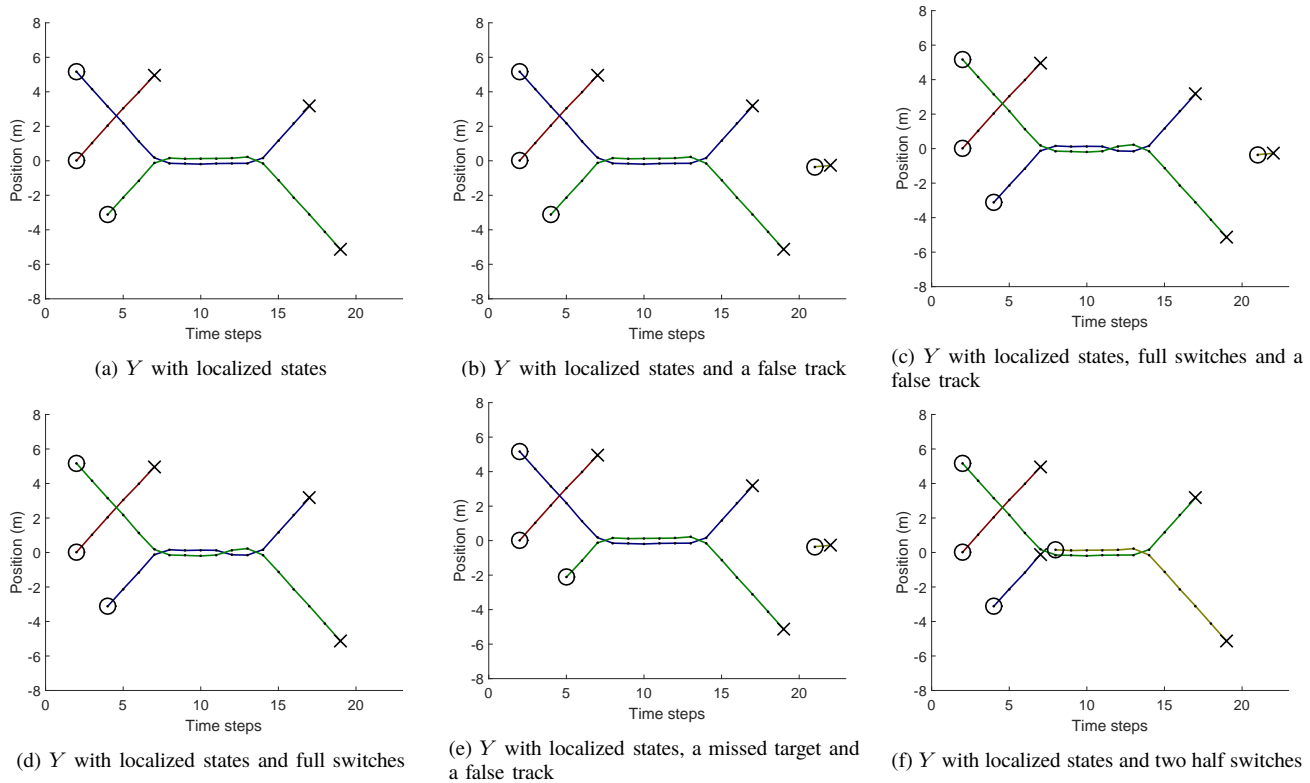 8
6
4
2
0
-2
-4
-6
-8
Position (m)
0 5 10 15 20
Time steps
(a) Y with localized states
8
6
4
2
0
-2
-4
-6
-8
Position (m)
0 5 10 15 20
Time steps
(b) Y with localized states and a false track
8
6
4
2
0
-2
-4
-6
-8
Position (m)
0 5 10 15 20
Time steps
(c) Y with localized states, full switches and a
false track
8
6
4
2
0
-2
-4
-6
-8
Position (m)
0 5 10 15 20
Time steps
(d) Y with localized states and full switches
8
6
4
2
0
-2
-4
-6
-8
Position (m)
0 5 10 15 20
Time steps
(e) Y with localized states, a missed target and
a false track
8
6
4
2
0
-2
-4
-6
-8
Position (m)
0 5 10 15 20
Time steps
(f) Y with localized states and two half switches